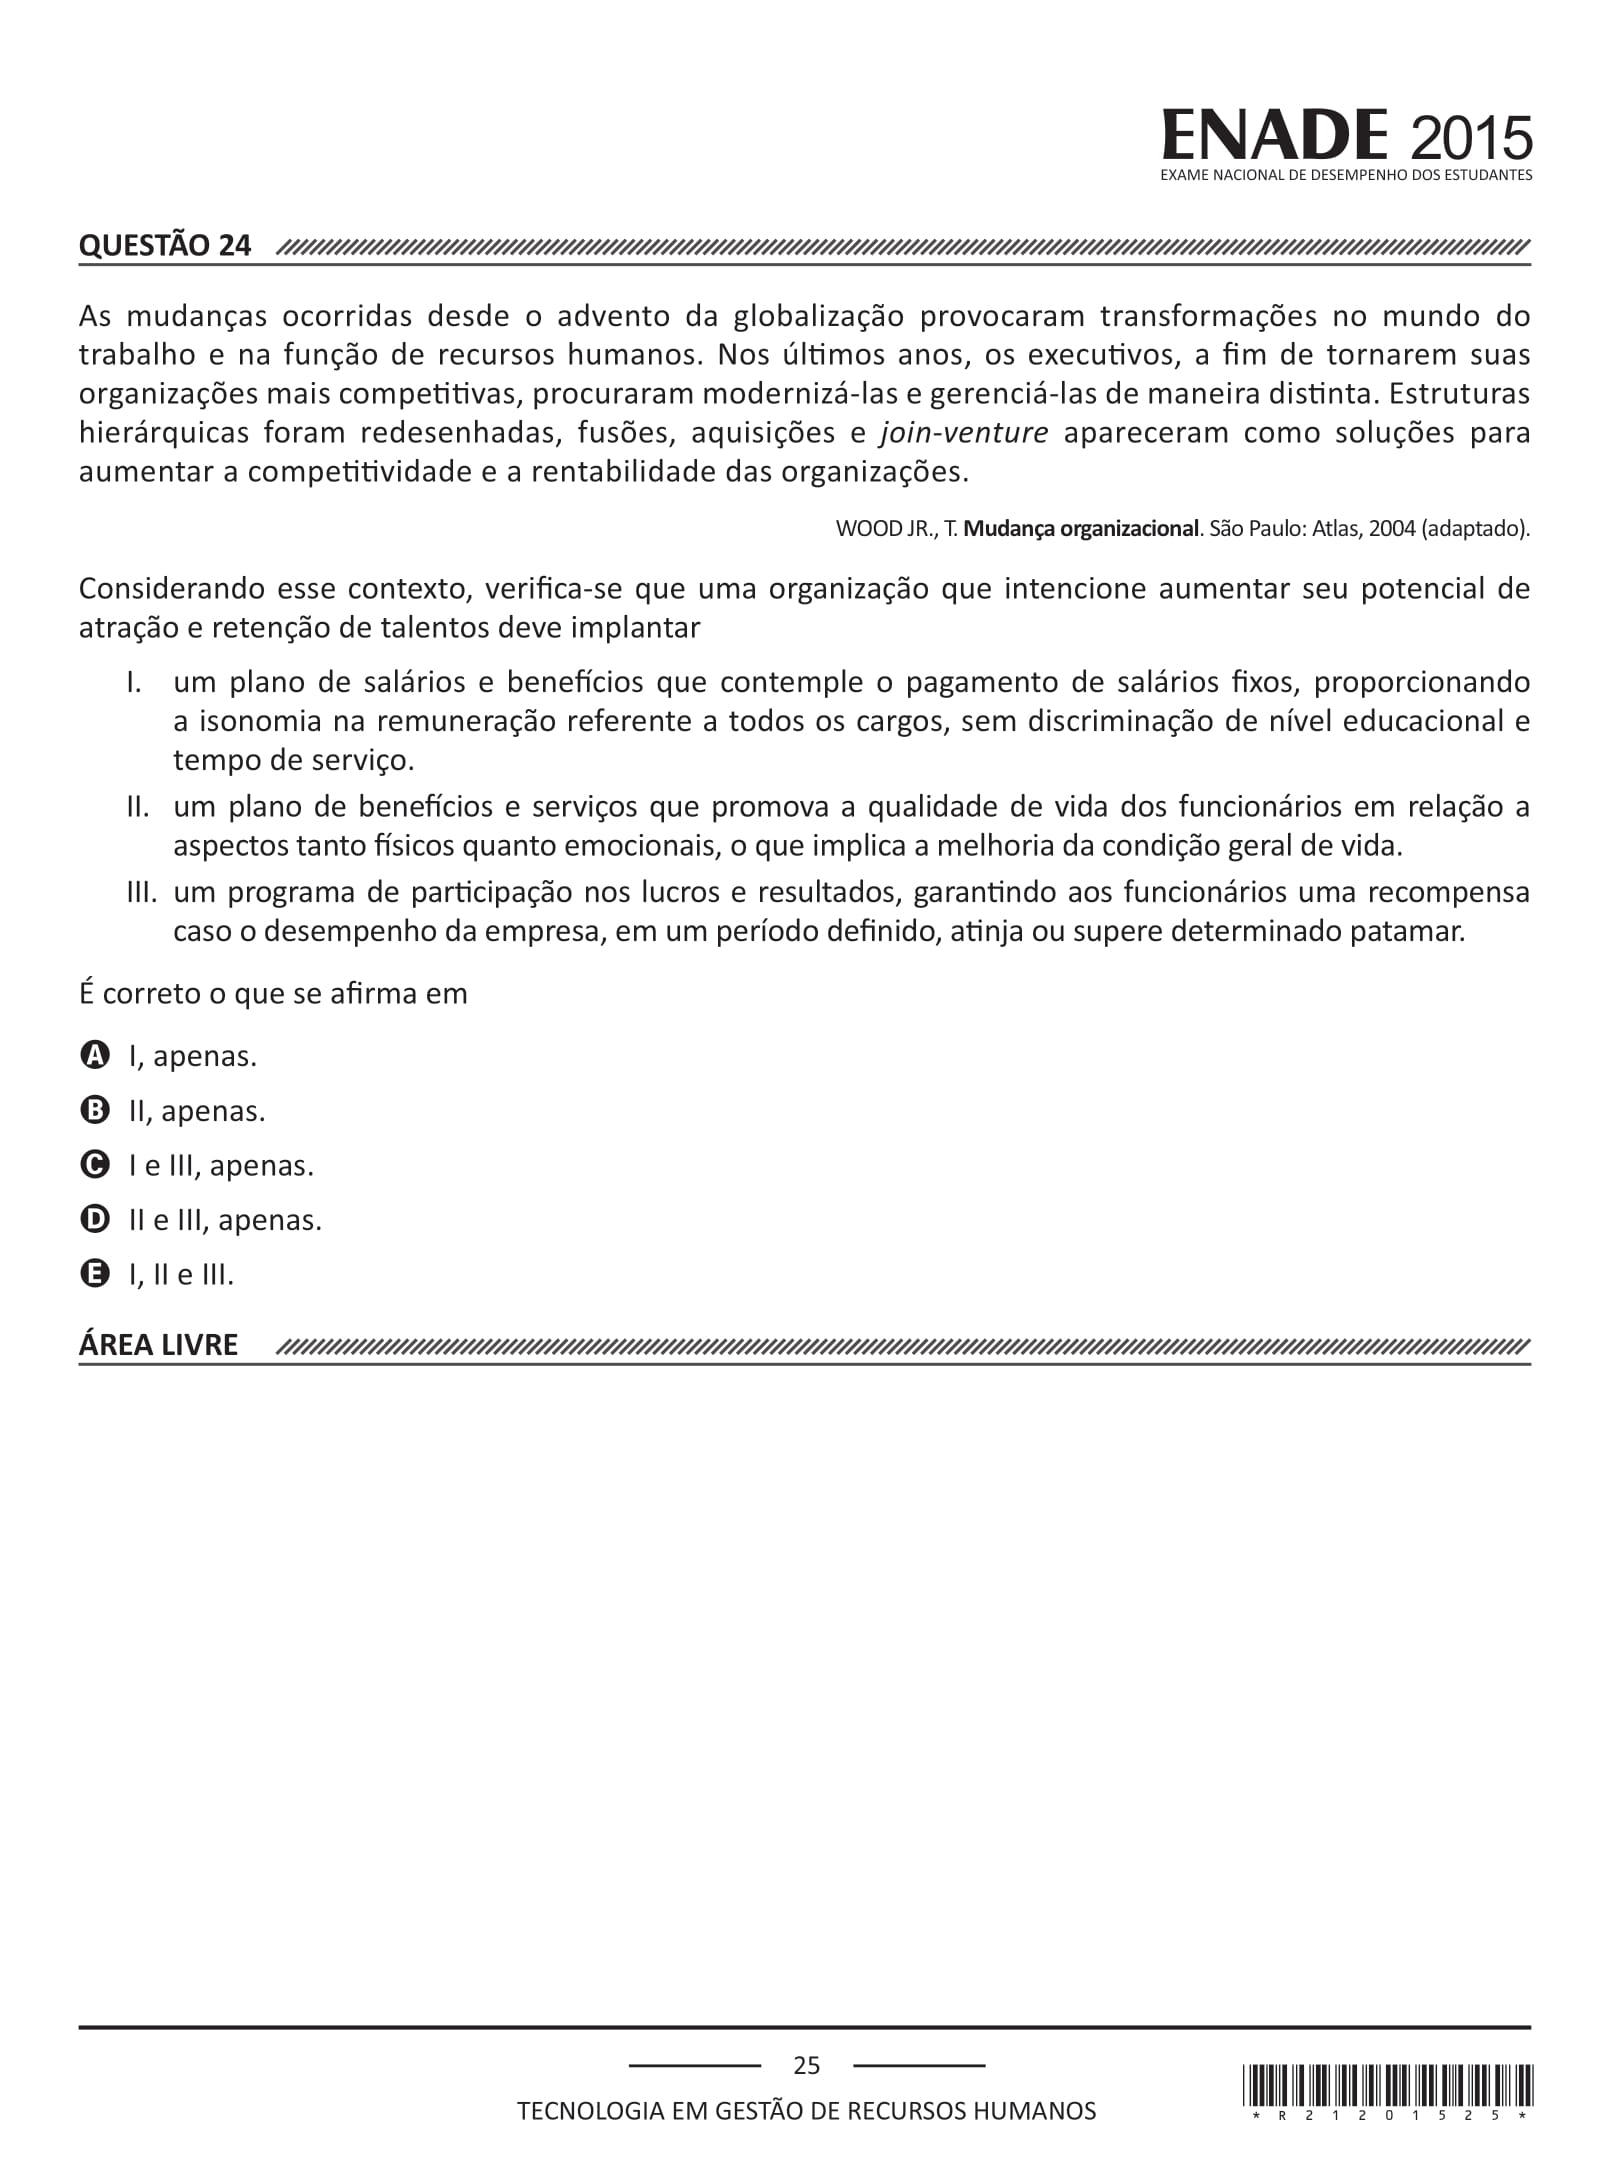 ENADE 2015
EXAME NACIONAL DE DESEMPENHO DOS ESTUDANTES
QUESTÃO 24
As mudanças ocorridas desde o advento da globalização provocaram transformações no mundo do
trabalho e na função de recursos humanos. Nos últimos anos, os executivos, a fim de tornarem suas
organizações mais competitivas, procuraram modernizá-las e gerenciá-las de maneira distinta. Estruturas
hierárquicas foram redesenhadas, fusões, aquisições e join-venture apareceram como soluções para
aumentar a competitividade e a rentabilidade das organizações.
WOOD JR., T. Mudança organizacional. São Paulo: Atlas, 2004 (adaptado).
Considerando esse contexto, verifica-se que uma organização que intencione aumentar seu potencial de
atração e retenção de talentos deve implantar
I. um plano de salários e benefícios que contemple o pagamento de salários fixos, proporcionando
a isonomia na remuneração referente a todos os cargos, sem discriminação de nível educacional e
tempo de serviço.
II. um plano de benefícios e serviços que promova a qualidade de vida dos funcionários em relação a
aspectos tanto físicos quanto emocionais, o que implica a melhoria da condição geral de vida.
III. um programa de participação nos lucros e resultados, garantindo aos funcionários uma recompensa
caso o desempenho da empresa, em um período definido, atinja ou supere determinado patamar.
É correto o que se afirma em
A I, apenas.
B II, apenas.
C I e III, apenas.
D II e III, apenas.
E I, II e III.
ÁREA LIVRE
25
TECNOLOGIA EM GESTÃO DE RECURSOS HUMANOS
* R 2 1 2 0 1 5 2 5 *